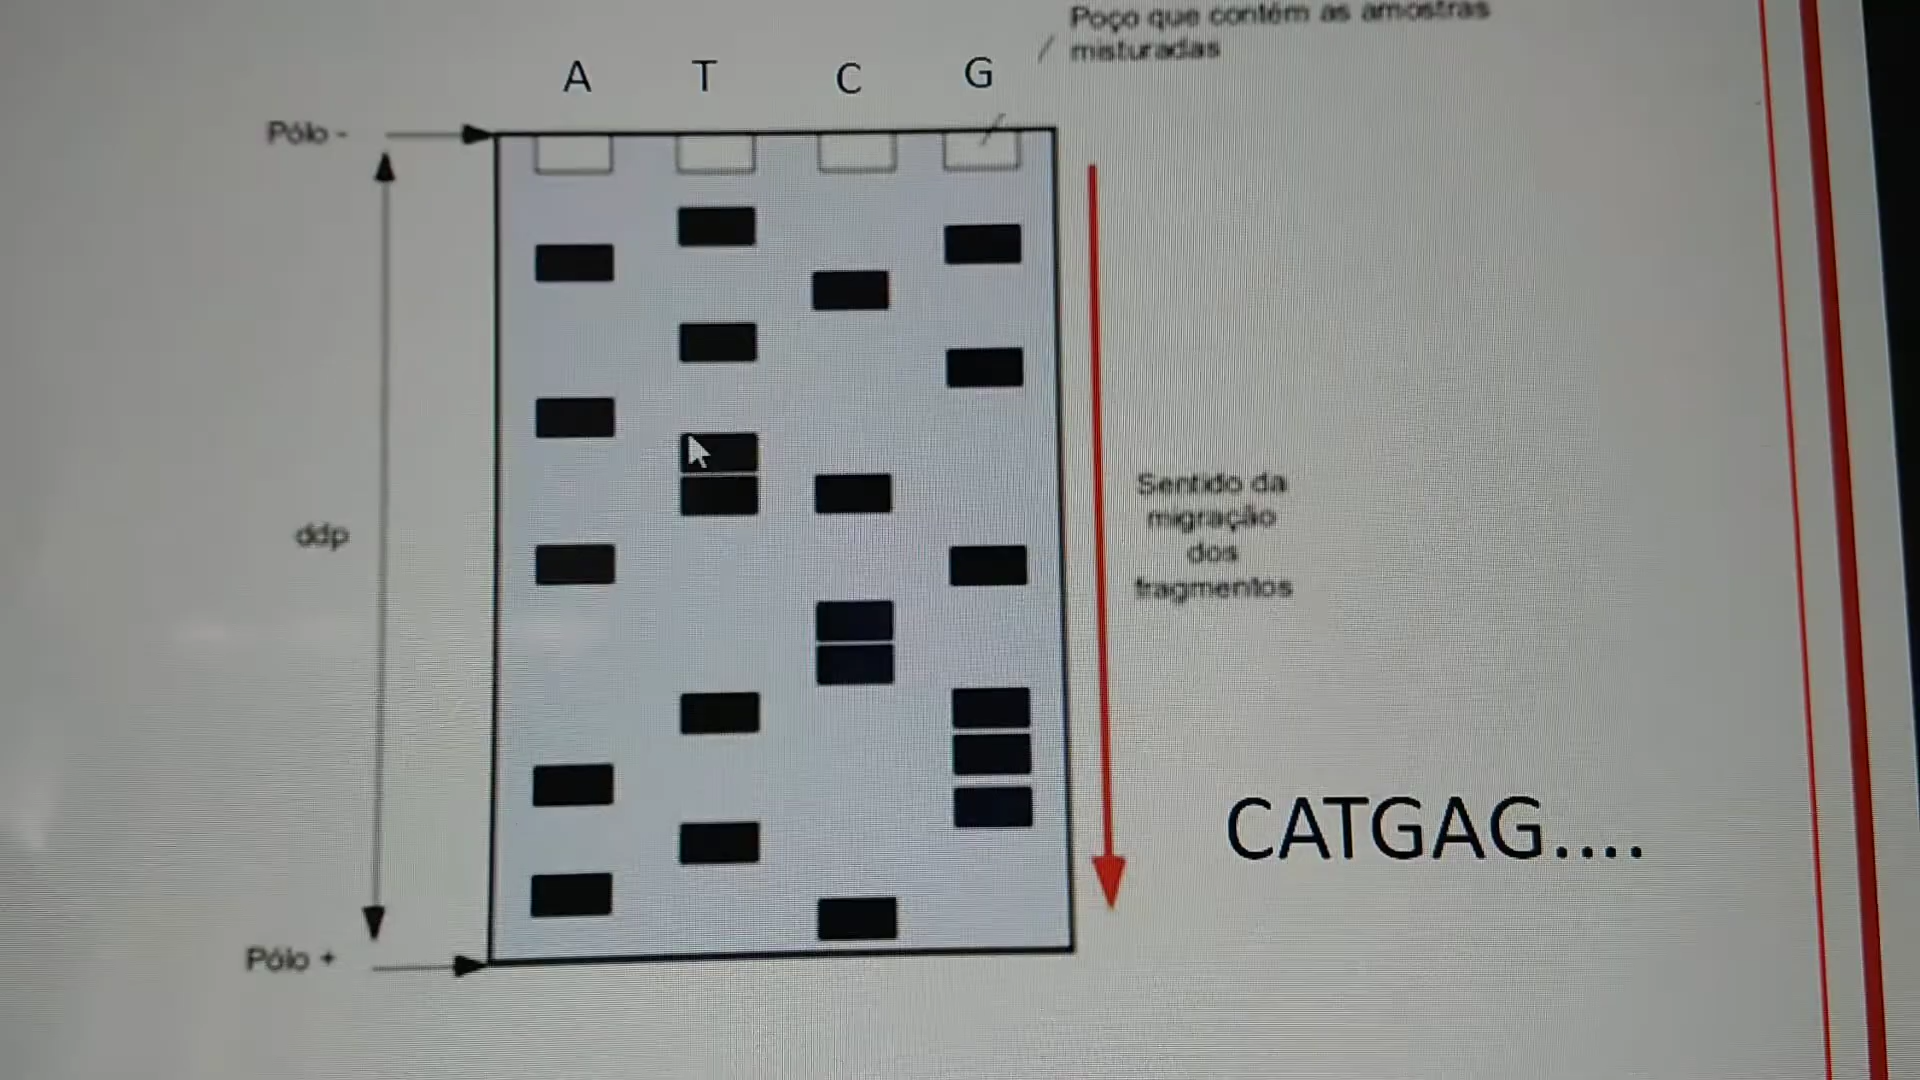 Poço que contém as amostras
misturadas
A T C G
Pólo -
ddp
Sentido da
migração
dos
fragmentos
CATGAG....
Pólo +